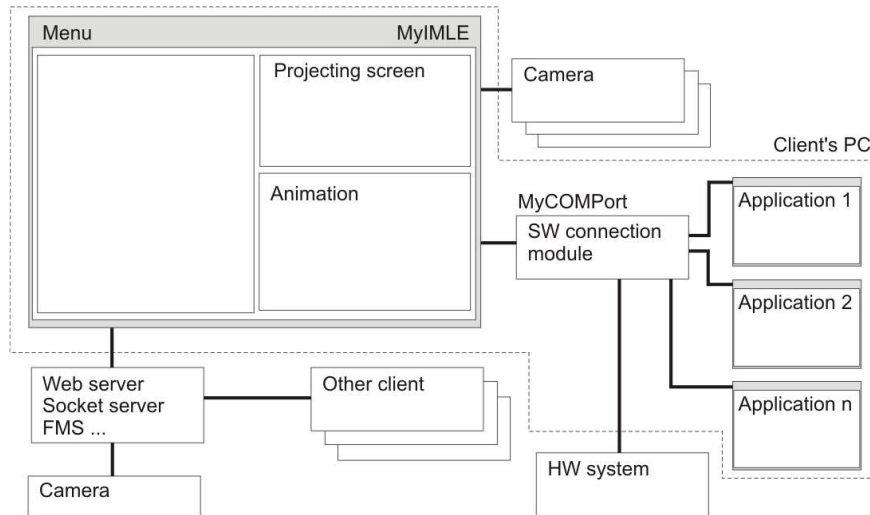 Menu
MyIMLE
Projecting screen
Animation
Camera
Client's PC
MyCOMPort
SW connection
module
Application 1
Application 2
Application n
Web server
Socket server
FMS ...
Other client
HW system
Camera